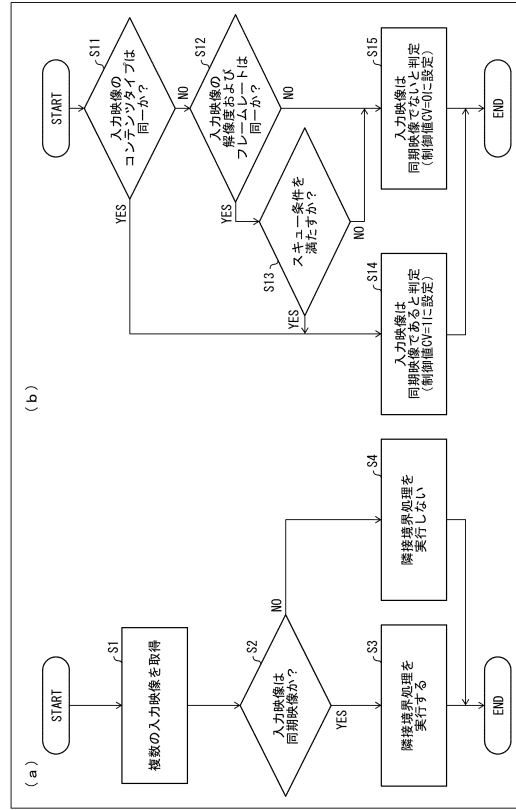 (a)
START
S1
複数の入力映像を取得
S2
入力映像は
同期映像か?
YES
NO
S3
隣接境界処理を
実行する
S4
隣接境界処理を
実行しない
END
(b)
START
S11
入力映像の
コンテンツタイプは
同一か?
YES
NO
S12
入力映像の
解像度および
フレームレートは
同一か?
YES
NO
S13
スキュー条件を
満たすか?
YES
NO
S14
入力映像は
同期映像であると判定
(制御値CV=1に設定)
S15
入力映像は
同期映像でないと判定
(制御値CV=0に設定)
END